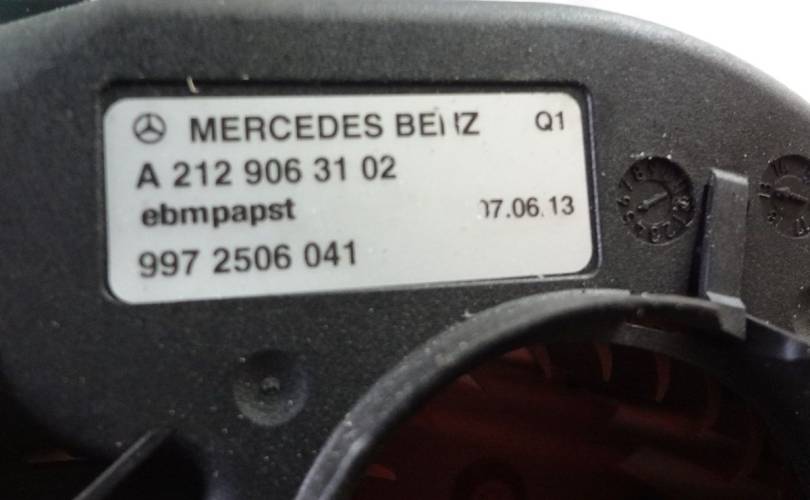 MERCEDES BENZ Q1
A 212 906 31 02
ebmpapst 07.06.13
997 2506 041